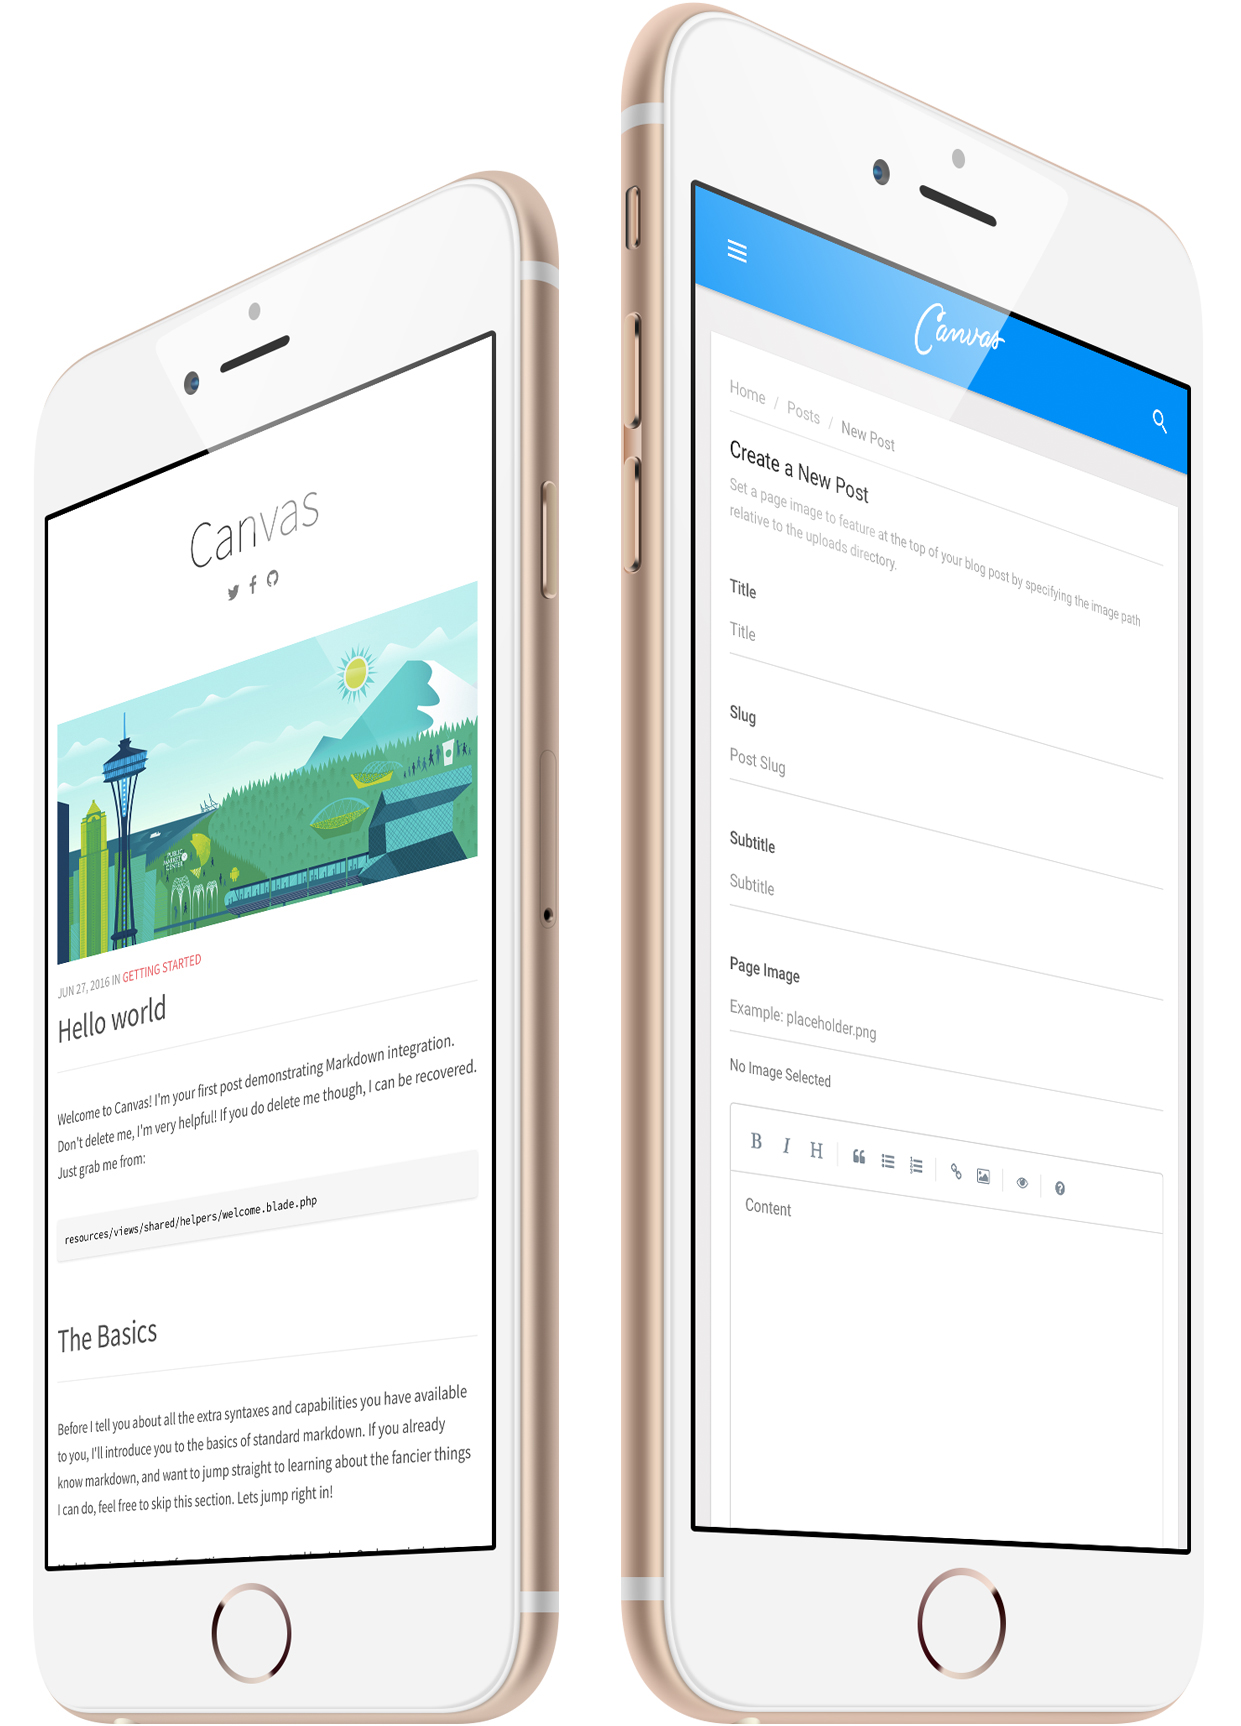 Canvas
PUBLIC
MARKET
CENTER
JUN 27, 2016 IN GETTING STARTED
Hello world
Welcome to Canvas! I'm your first post demonstrating Markdown integration.
Don't delete me, I'm very helpful! If you do delete me though, I can be recovered.
Just grab me from:
resources/views/shared/helpers/welcome.blade.php
The Basics
Before I tell you about all the extra syntaxes and capabilities you have available
to you, I'll introduce you to the basics of standard markdown. If you already
know markdown, and want to jump straight to learning about the fancier things
I can do, feel free to skip this section. Lets jump right in!
Canvas
Home / Posts / New Post
Create a New Post
Set a page image to feature at the top of your blog post by specifying the image path
relative to the uploads directory.
Title
Title
Slug
Post Slug
Subtitle
Subtitle
Page Image
Example: placeholder.png
No Image Selected
B I H
Content